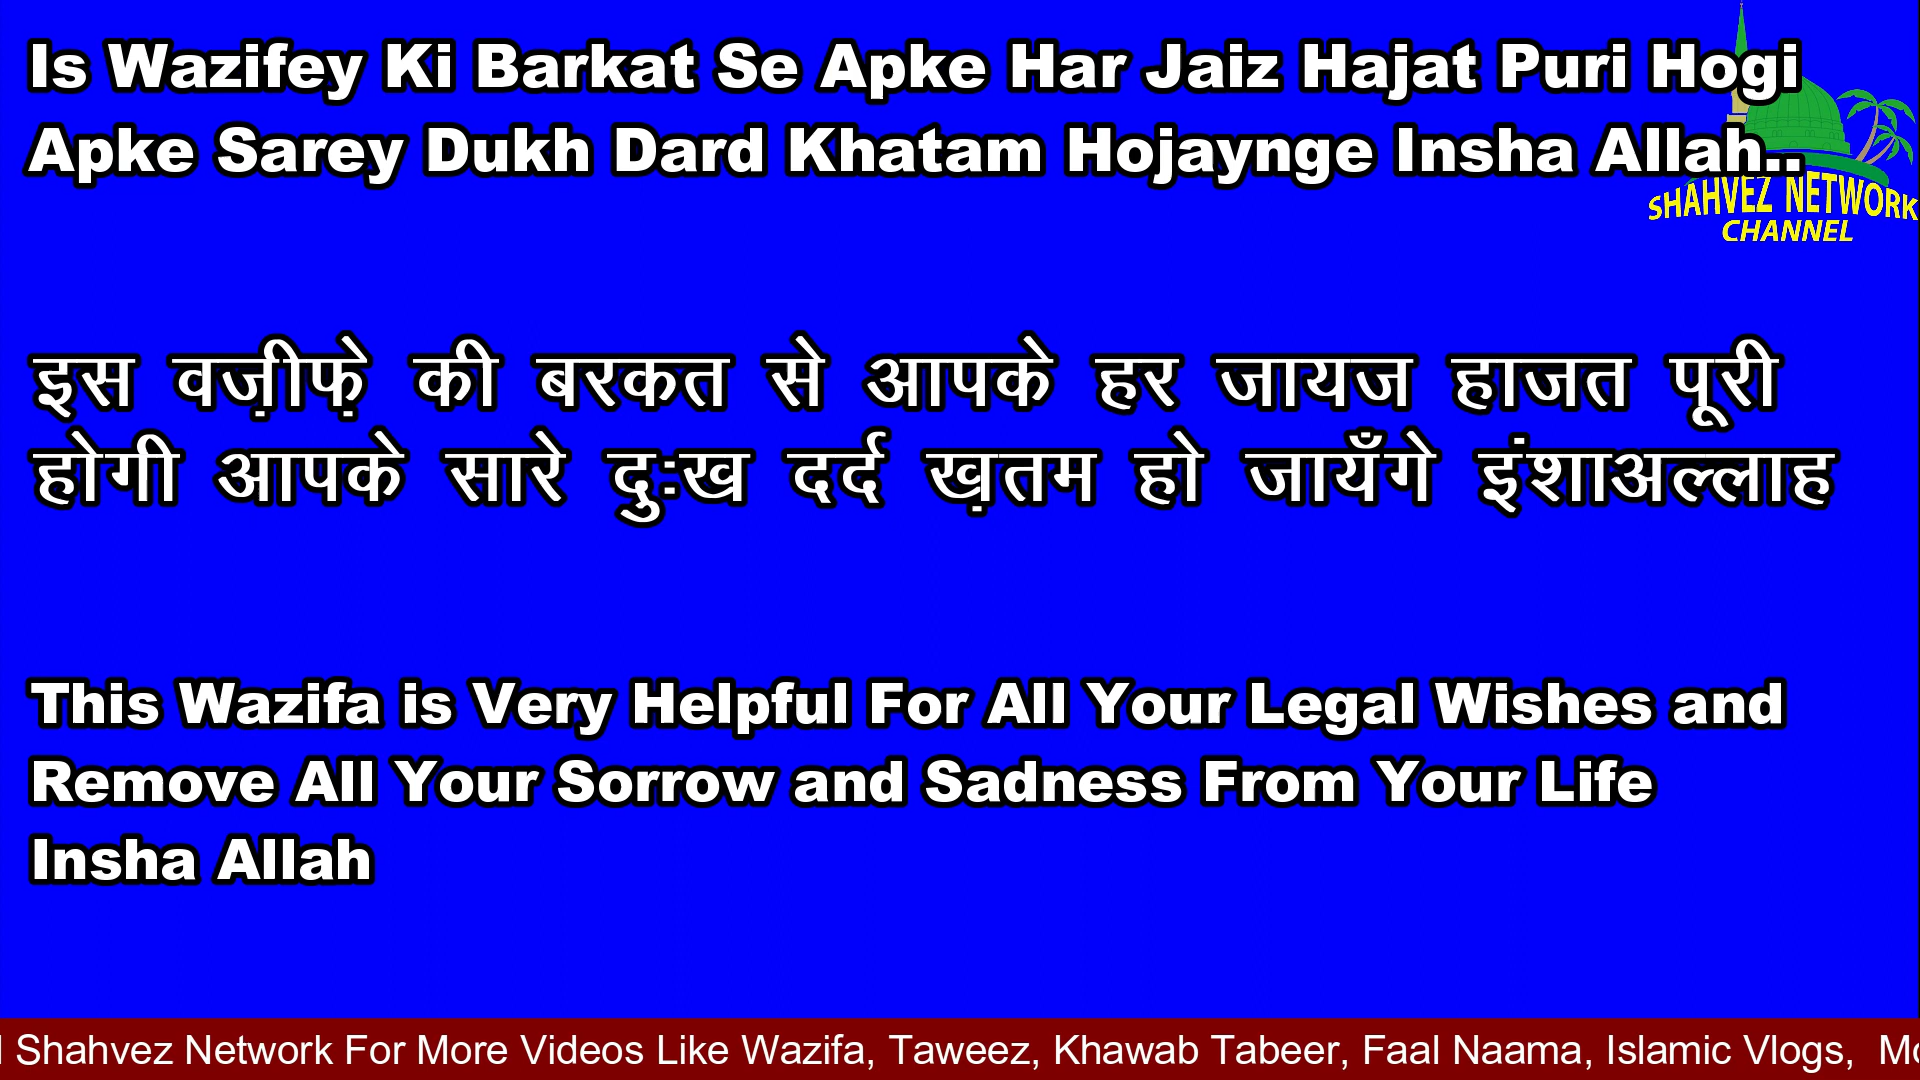 Is Wazifey Ki Barkat Se Apke Har Jaiz Hajat Puri Hogi
Apke Sarey Dukh Dard Khatam Hojaynge Insha Allah..
SHAHVEZ NETWORK
CHANNEL
इस वज़ीफ़े की बरकत से आपके हर जायज हाजत पूरी
होगी आपके सारे दुःख दर्द ख़तम हो जायँगे इंशाअल्लाह
This Wazifa is Very Helpful For All Your Legal Wishes and
Remove All Your Sorrow and Sadness From Your Life
Insha Allah
Shahvez Network For More Videos Like Wazifa, Taweez, Khawab Tabeer, Faal Naama, Islamic Vlogs,